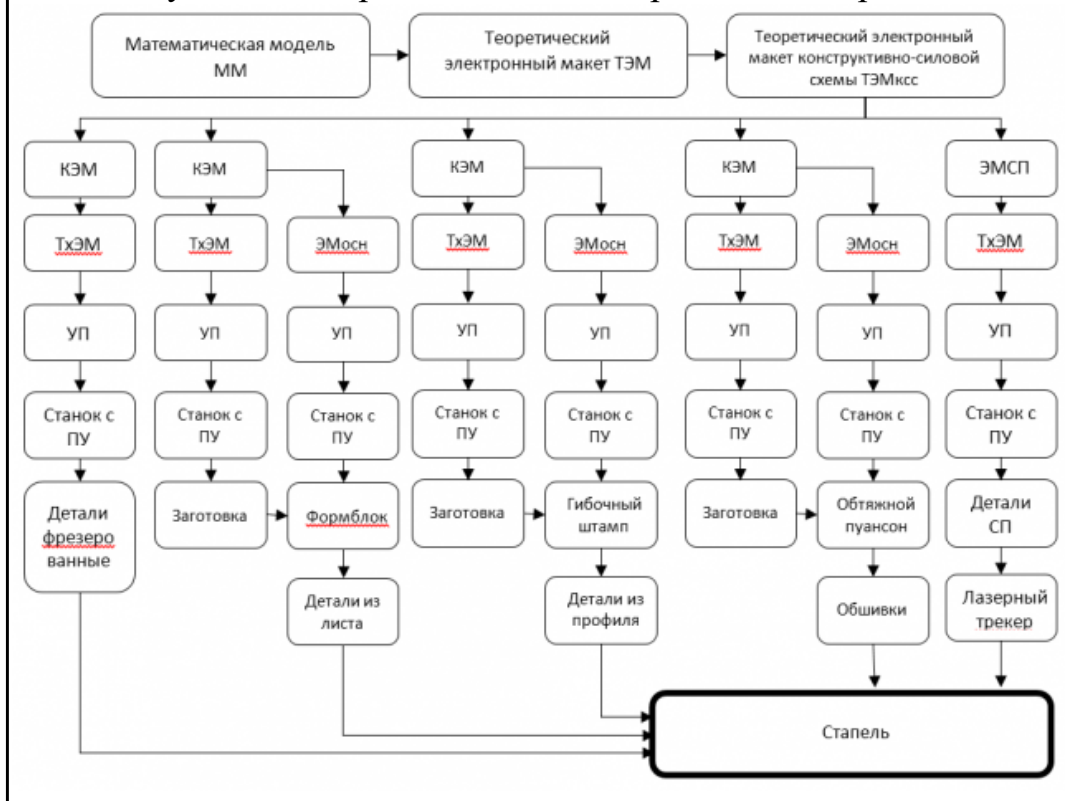 Математическая модель
ММ
Теоретический
электронный макет ТЭМ
Теоретический электронный
макет конструктивно-силовой
схемы ТЭМксс
КЭМ
КЭМ
КЭМ
КЭМ
ЭМСП
ТхЭМ
ТхЭМ
ЭМосн
ТхЭМ
ЭМосн
ТхЭМ
ЭМосн
ТхЭМ
УП
УП
УП
УП
УП
УП
УП
УП
Станок с
ПУ
Станок с
ПУ
Станок с
ПУ
Станок с
ПУ
Станок с
ПУ
Станок с
ПУ
Станок с
ПУ
Станок с
ПУ
Детали
фрезеро
ванные
Заготовка
Формблок
Заготовка
Гибочный
штамп
Заготовка
Обтяжной
пуансон
Детали
СП
Детали из
листа
Детали из
профиля
Обшивки
Лазерный
трекер
Стапель